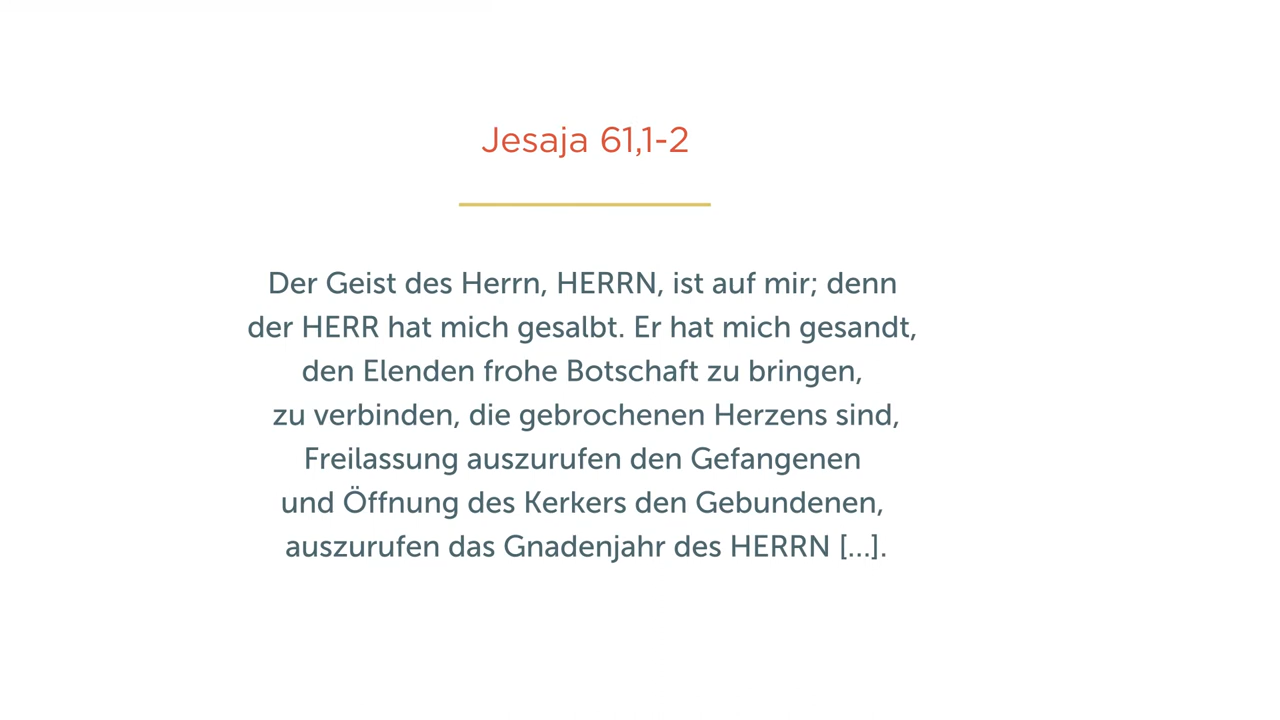 Jesaja 61,1-2
Der Geist des Herrn, HERRN, ist auf mir; denn
der HERR hat mich gesalbt. Er hat mich gesandt,
den Elenden frohe Botschaft zu bringen,
zu verbinden, die gebrochenen Herzens sind,
Freilassung auszurufen den Gefangenen
und Öffnung des Kerkers den Gebundenen,
auszurufen das Gnadenjahr des HERRN [...].